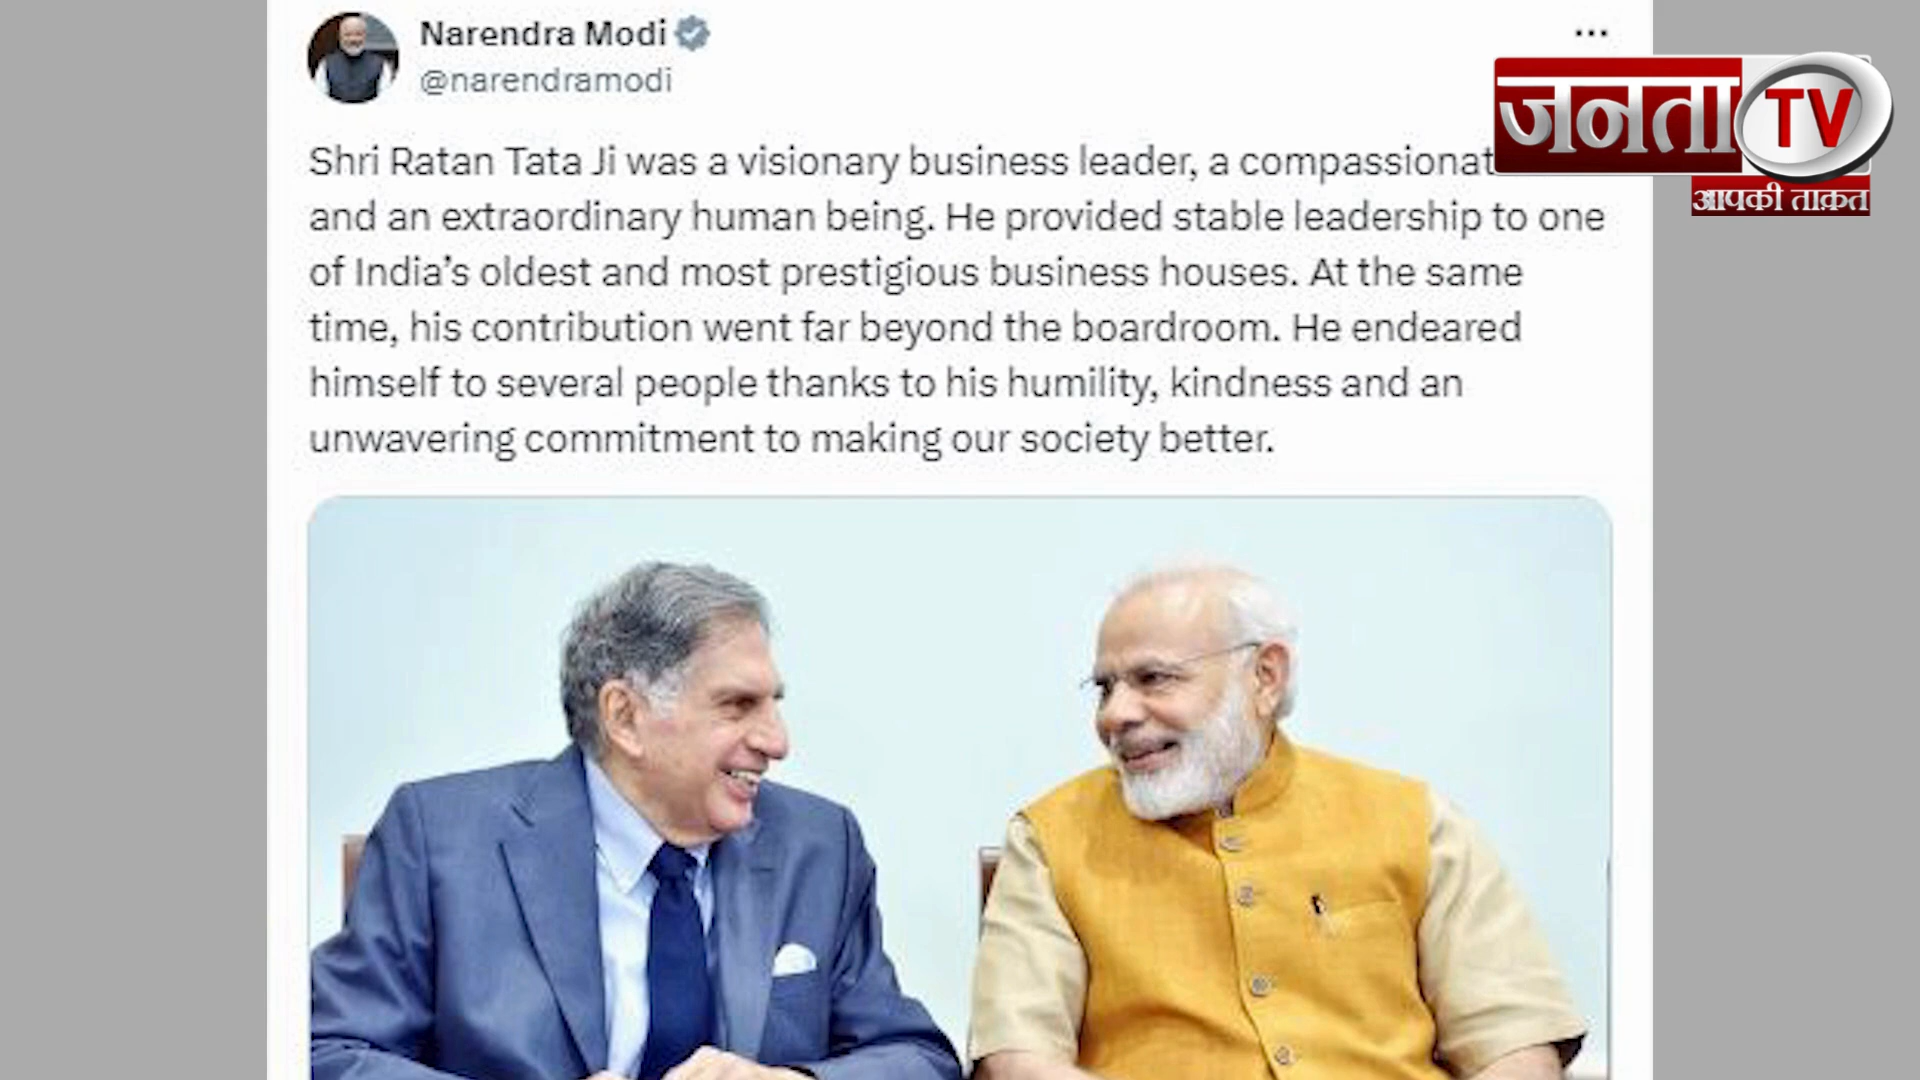 Narendra Modi
@narendramodi
...
जनता TV
आपकी ताक़त
Shri Ratan Tata Ji was a visionary business leader, a
and an extraordinary human being. He provided stable leadership to one
of India’s oldest and most prestigious business houses. At the same
time, his contribution went far beyond the boardroom. He endeared
himself to several people thanks to his humility, kindness and an
unwavering commitment to making our society better.